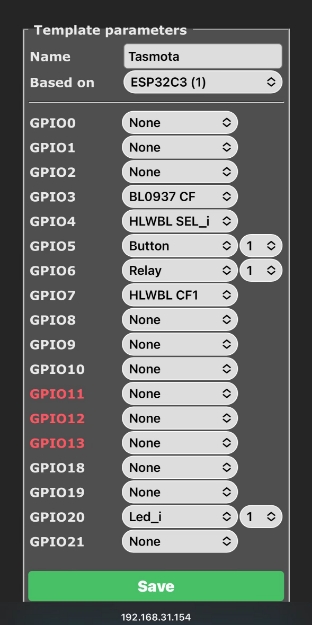 Template parameters
Name Tasmota
Based on ESP32C3 (1)
GPIO0 None
GPIO1 None
GPIO2 None
GPIO3 BL0937 CF
GPIO4 HLWBL SEL_i
GPIO5 Button 1
GPIO6 Relay 1
GPIO7 HLWBL CF1
GPIO8 None
GPIO9 None
GPIO10 None
GPIO11 None
GPIO12 None
GPIO13 None
GPIO18 None
GPIO19 None
GPIO20 Led_i 1
GPIO21 None
Save
192.168.31.154